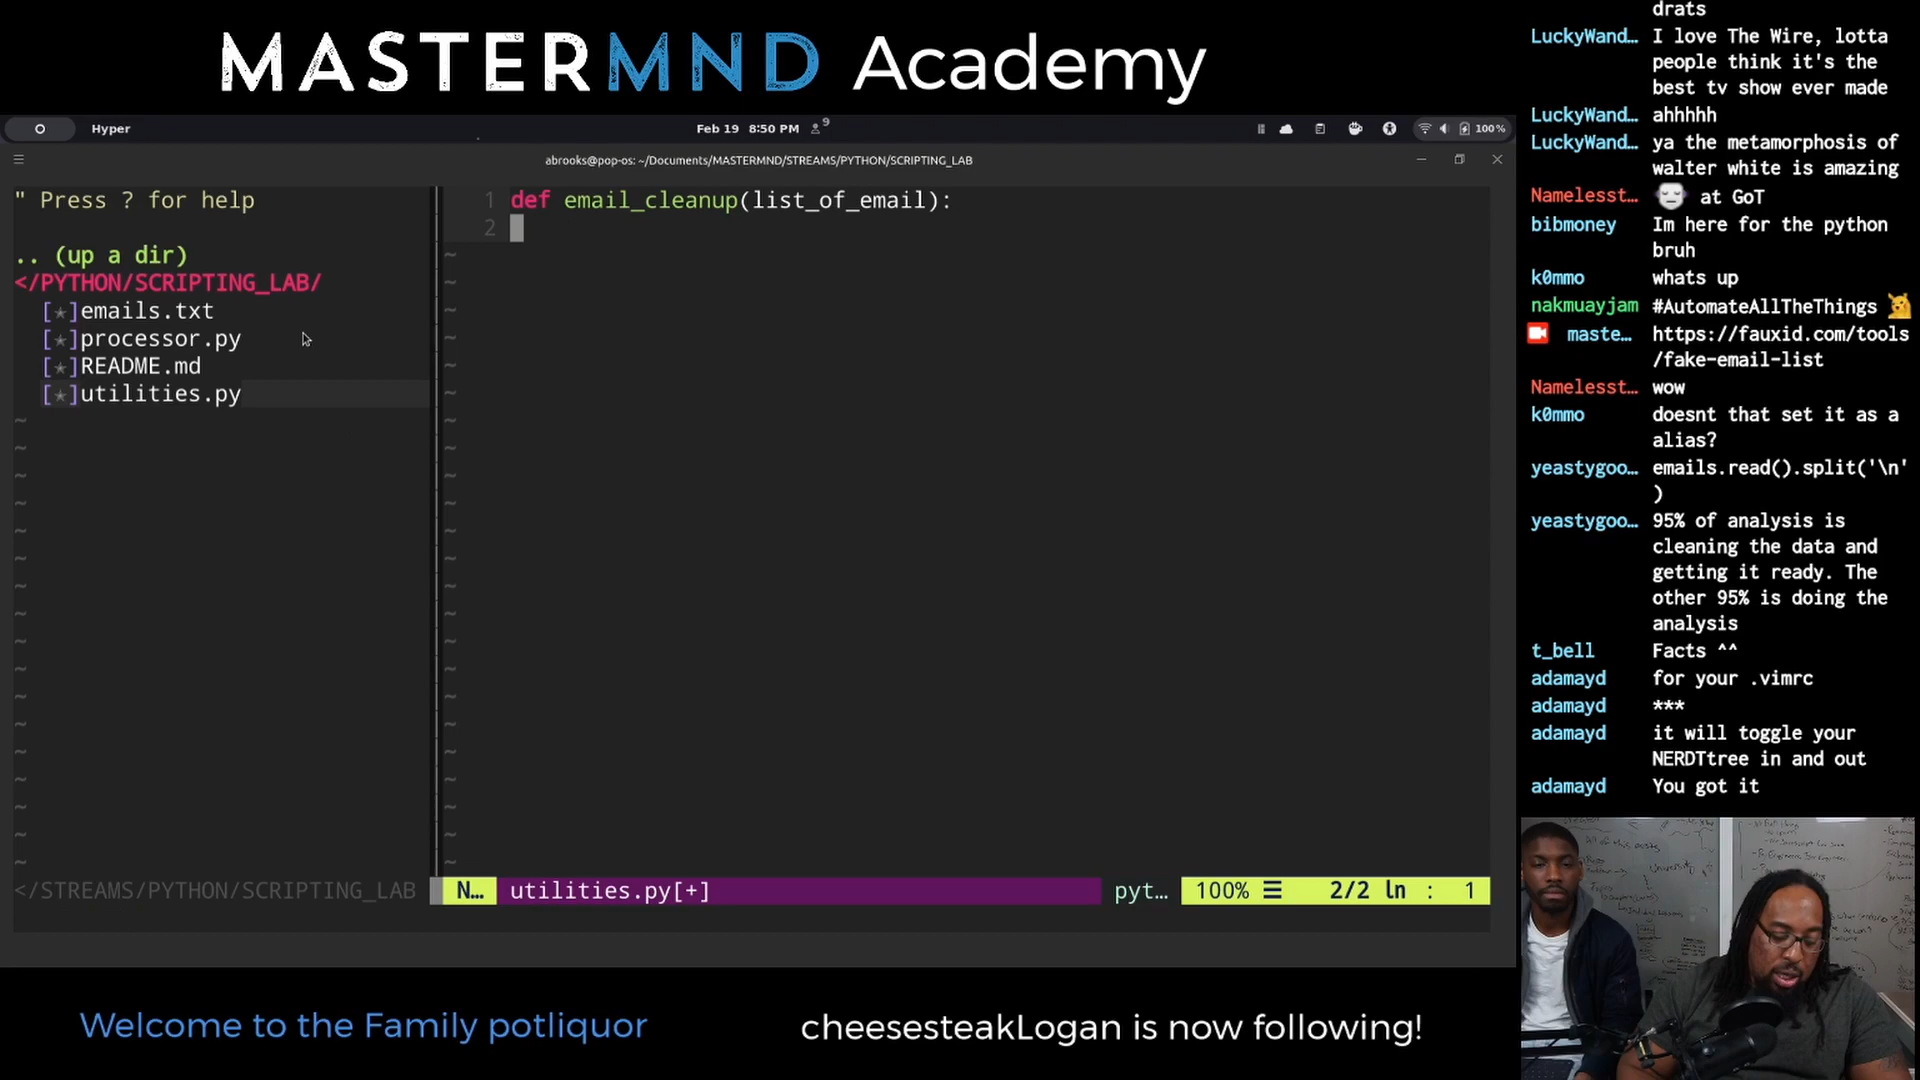 MASTERMND Academy
Hyper
Feb 19 8:50 PM
9
100%
abrooks@pop-os: ~/Documents/MASTERMND/STREAMS/PYTHON/SCRIPTING_LAB
" Press ? for help
.. (up a dir)
</PYTHON/SCRIPTING_LAB/
[*]emails.txt
[*]processor.py
[*]README.md
[*]utilities.py
</STREAMS/PYTHON/SCRIPTING_LAB
1 def email_cleanup(list_of_email):
2
N… utilities.py[+] pyt… 100% ☰ 2/2 ln : 1
drats
LuckyWand… I love The Wire, lotta
people think it's the
best tv show ever made
LuckyWand… ahhhhh
LuckyWand… ya the metamorphosis of
walter white is amazing
Namelesst… at GoT
bibmoney Im here for the python
bruh
k0mmo whats up
nakmuayjam #AutomateAllTheThings
maste… https://fauxid.com/tools
/fake-email-list
Namelesst… wow
k0mmo doesnt that set it as a
alias?
yeastygoo… emails.read().split('\n'
)
yeastygoo… 95% of analysis is
cleaning the data and
getting it ready. The
other 95% is doing the
analysis
t_bell Facts ^^
adamayd for your .vimrc
adamayd ***
adamayd it will toggle your
NERDTtree in and out
adamayd You got it
Welcome to the Family potliquor
cheesesteakLogan is now following!